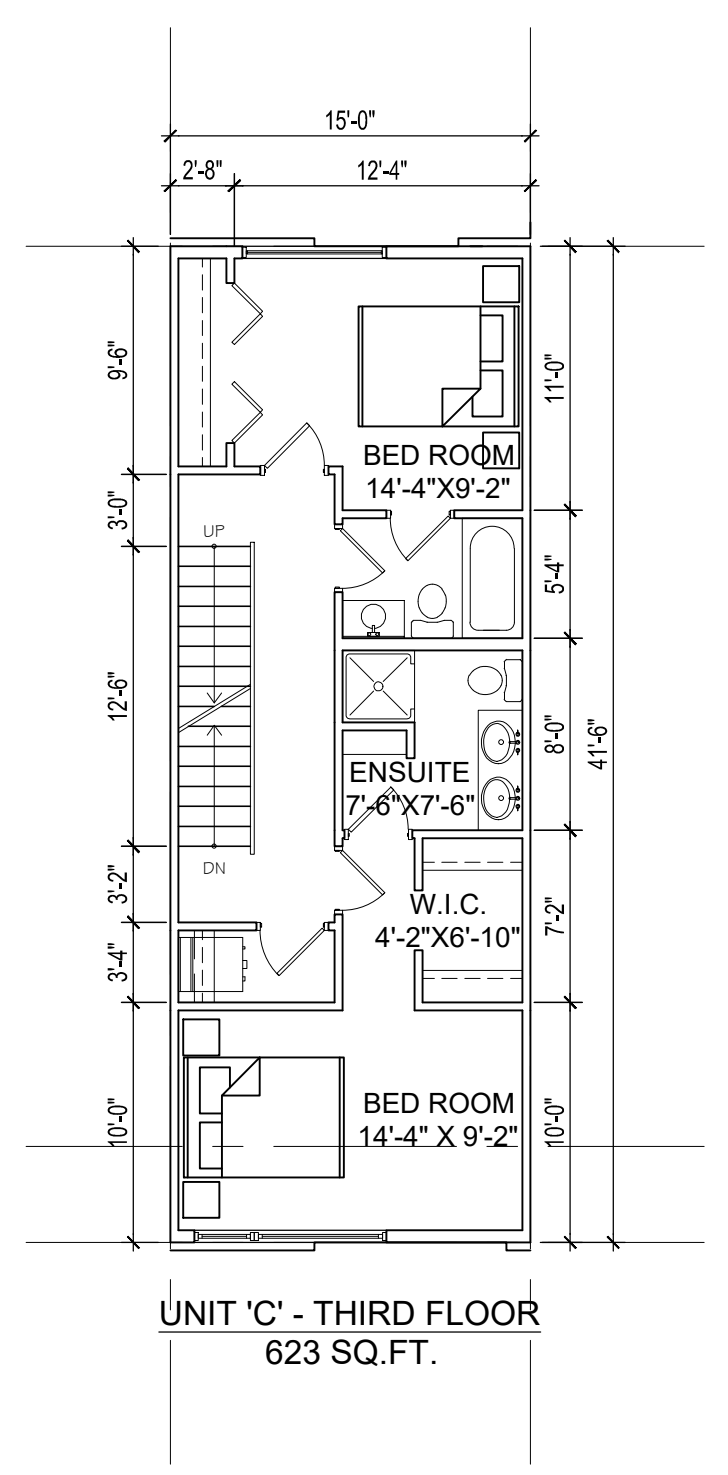 15'-0"
2'-8"
12'-4"
9'-6"
11'-0"
BED ROOM
14'-4"X9'-2"
3'-0"
UP
5'-4"
12'-6"
8'-0"
41'-6"
ENSUITE
7'-6"X7'-6"
DN
3'-2"
W.I.C.
4'-2"X6'-10"
7'-2"
3'-4"
BED ROOM
14'-4" X 9'-2"
10'-0"
10'-0"
UNIT 'C' - THIRD FLOOR
623 SQ.FT.